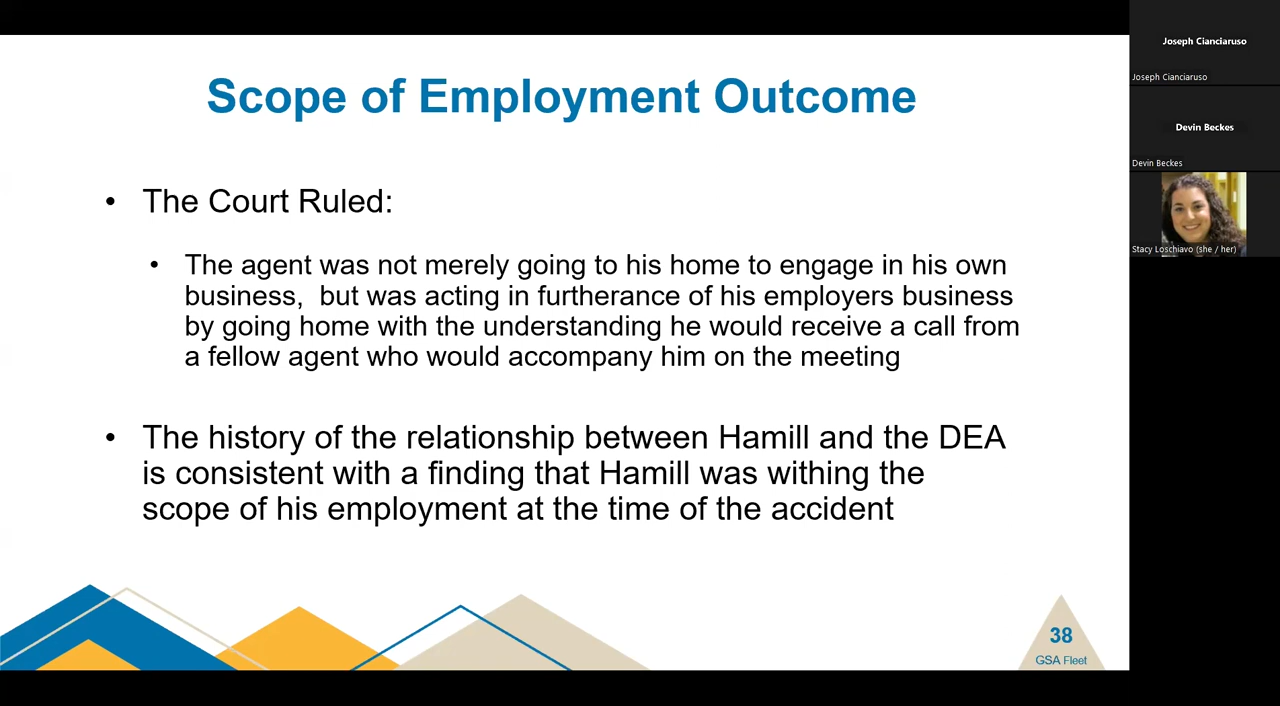 Scope of Employment Outcome
• The Court Ruled:
• The agent was not merely going to his home to engage in his own
business,  but was acting in furtherance of his employers business
by going home with the understanding he would receive a call from
a fellow agent who would accompany him on the meeting
• The history of the relationship between Hamill and the DEA
is consistent with a finding that Hamill was withing the
scope of his employment at the time of the accident
38
GSA Fleet
Joseph Cianciaruso
Joseph Cianciaruso
Devin Beckes
Devin Beckes
Stacy Loschiavo (she / her)